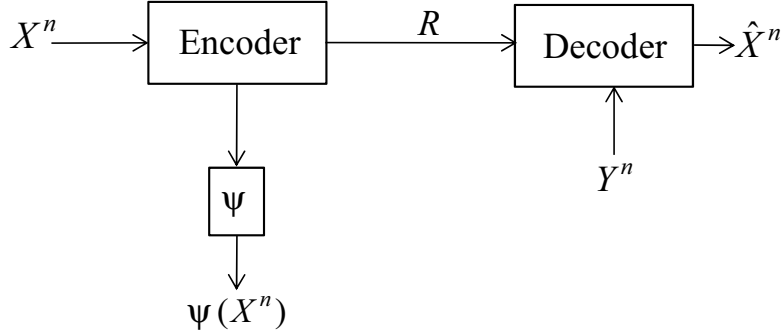 X^n Encoder R Decoder X̂^n
ψ Y^n
ψ(X^n)